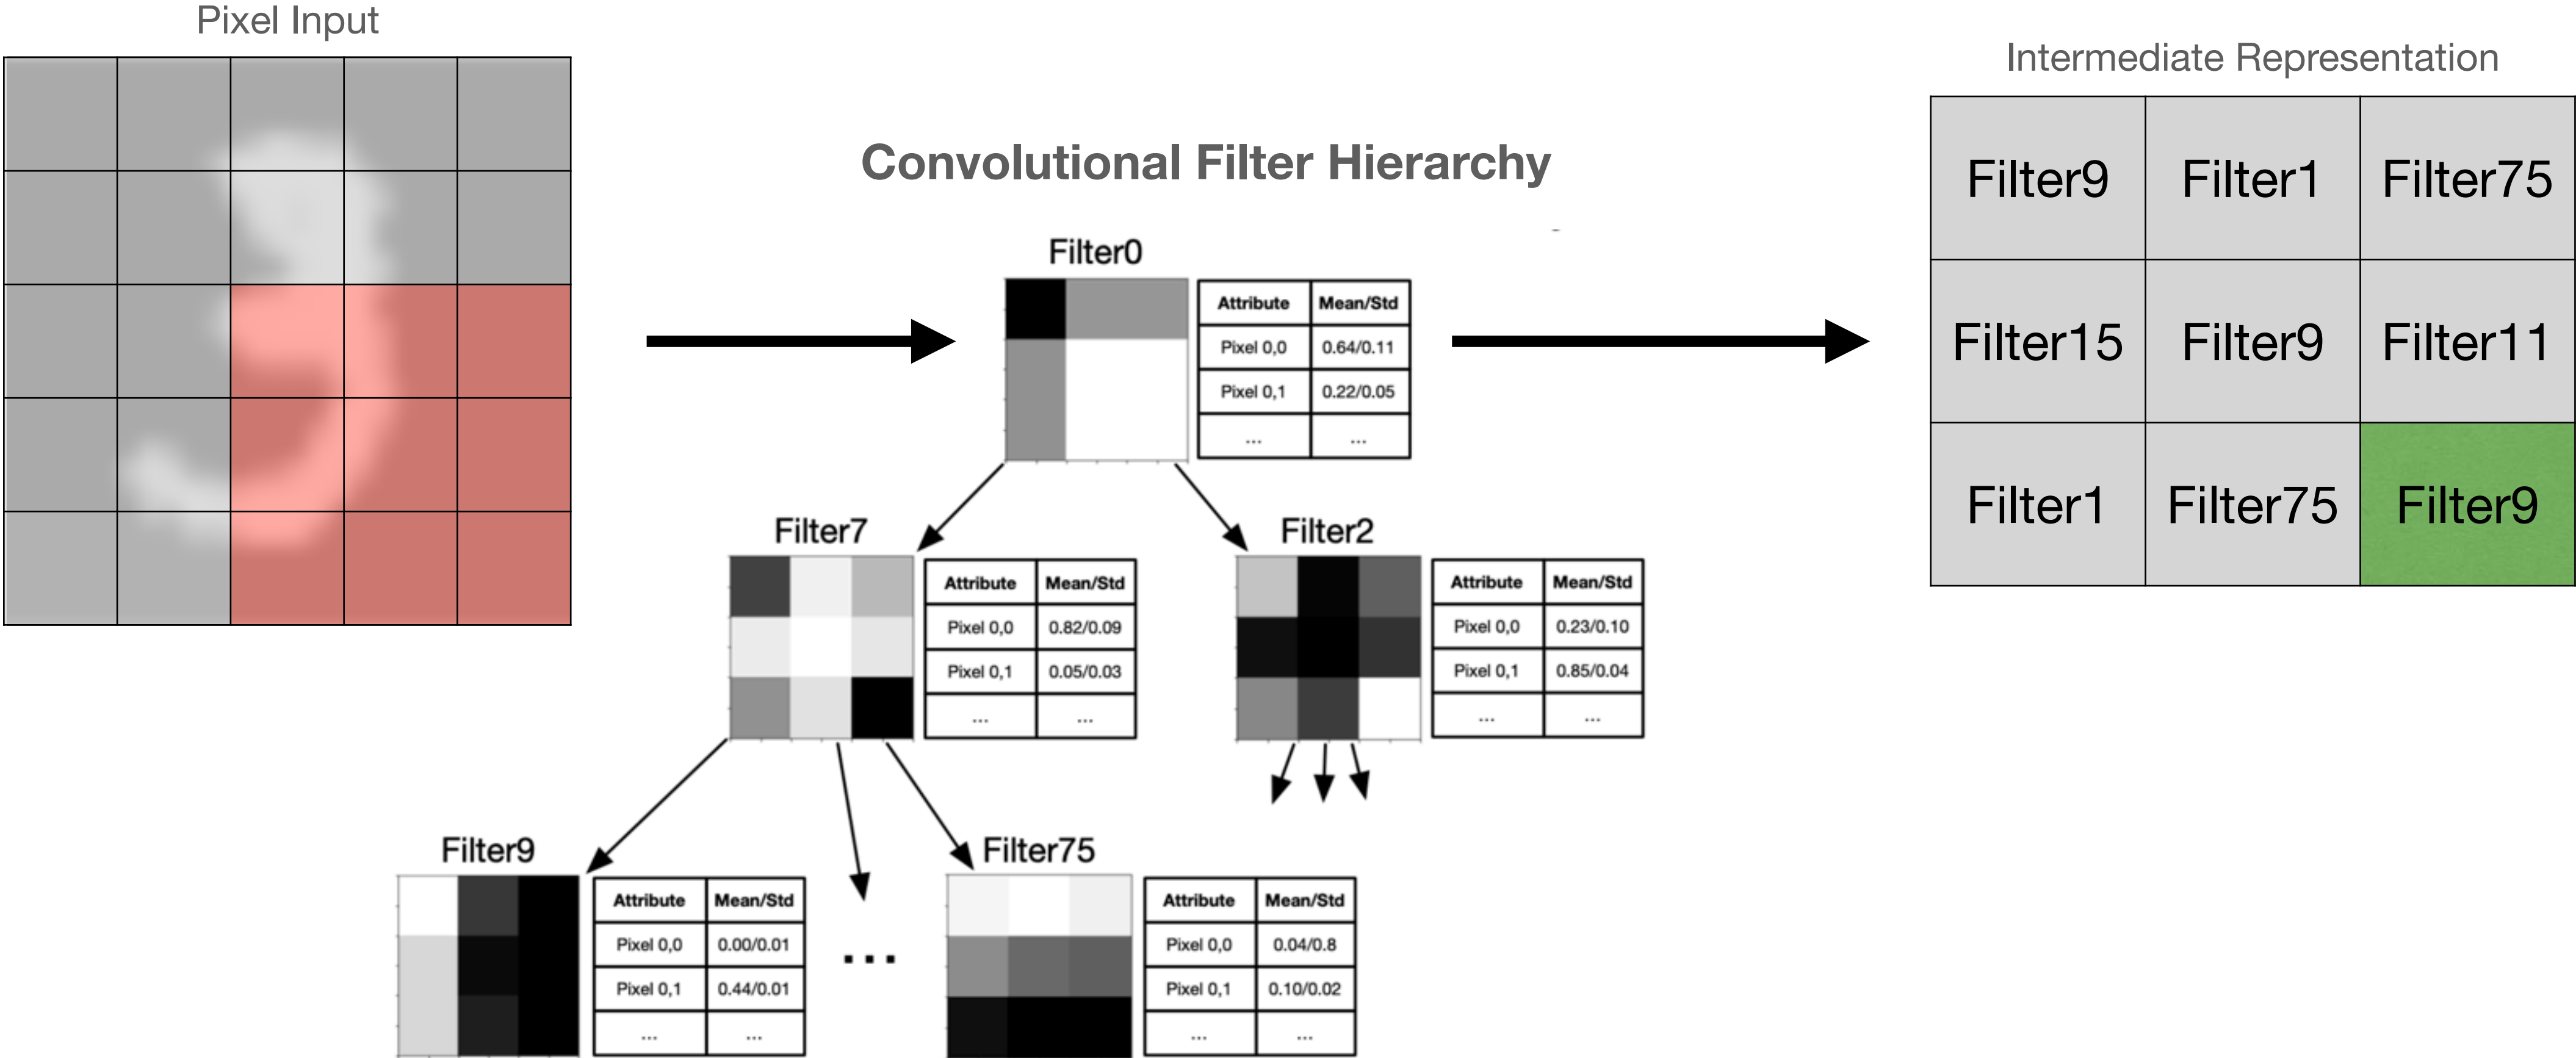 Pixel Input
Intermediate Representation
Convolutional Filter Hierarchy
Filter9 Filter1 Filter75
Filter15 Filter9 Filter11
Filter1 Filter75 Filter9
Filter0
Attribute Mean/Std
Pixel 0,0 0.64/0.11
Pixel 0,1 0.22/0.05
... ...
Filter7
Attribute Mean/Std
Pixel 0,0 0.82/0.09
Pixel 0,1 0.05/0.03
... ...
Filter2
Attribute Mean/Std
Pixel 0,0 0.23/0.10
Pixel 0,1 0.85/0.04
... ...
Filter9
Attribute Mean/Std
Pixel 0,0 0.00/0.01
Pixel 0,1 0.44/0.01
... ...
...
Filter75
Attribute Mean/Std
Pixel 0,0 0.04/0.8
Pixel 0,1 0.10/0.02
... ...